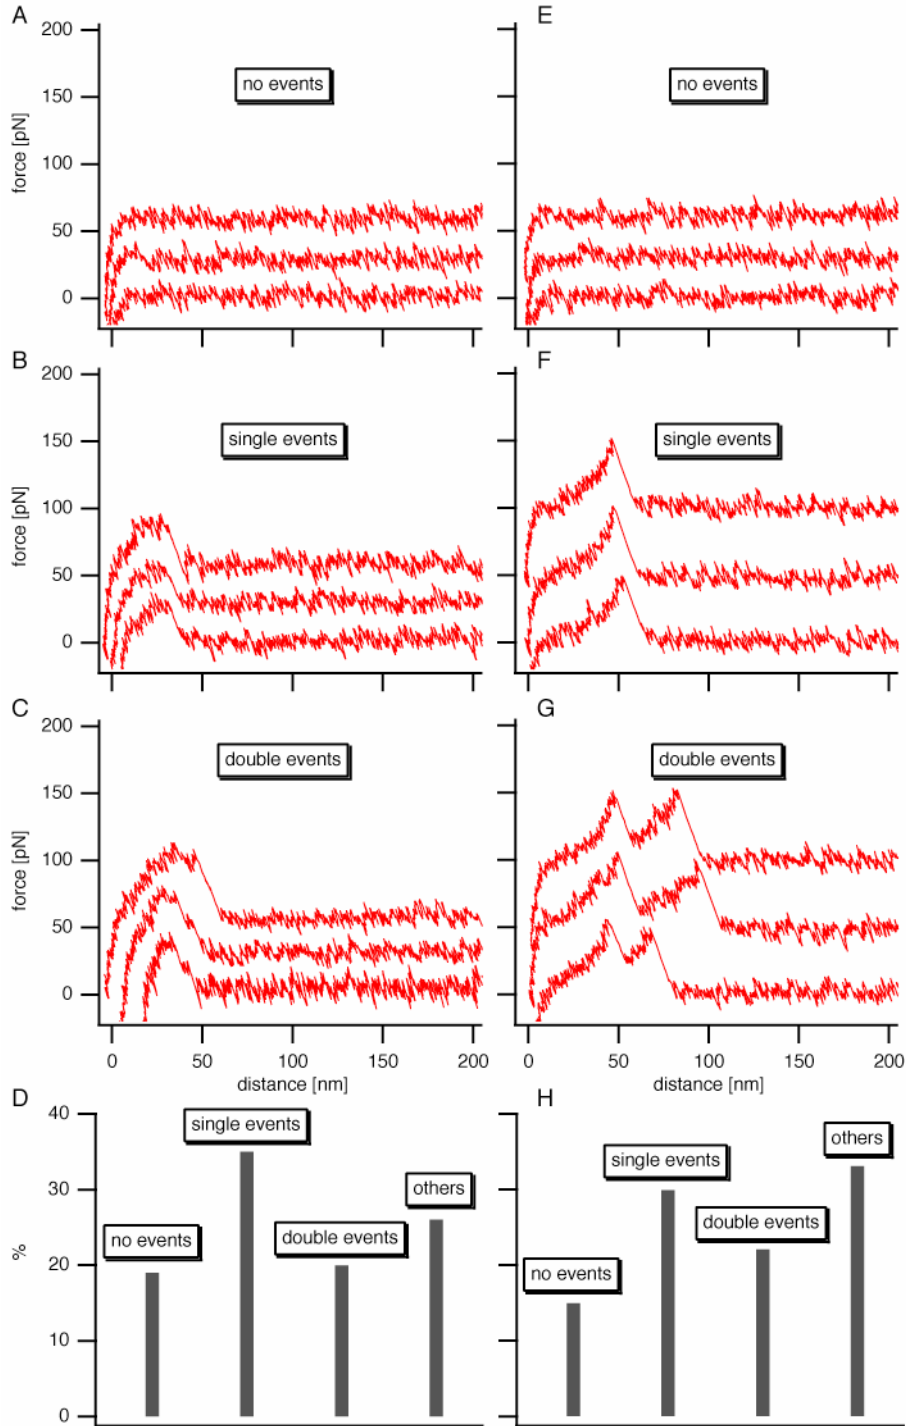 A
E
200
150
100
50
0
force [pN]
no events
no events
B
F
200
150
100
50
0
force [pN]
single events
single events
C
G
200
150
100
50
0
force [pN]
double events
double events
0 50 100 150 200
0 50 100 150 200
distance [nm]
distance [nm]
D
H
40
30
20
10
0
%
no events
single events
double events
others
no events
single events
double events
others